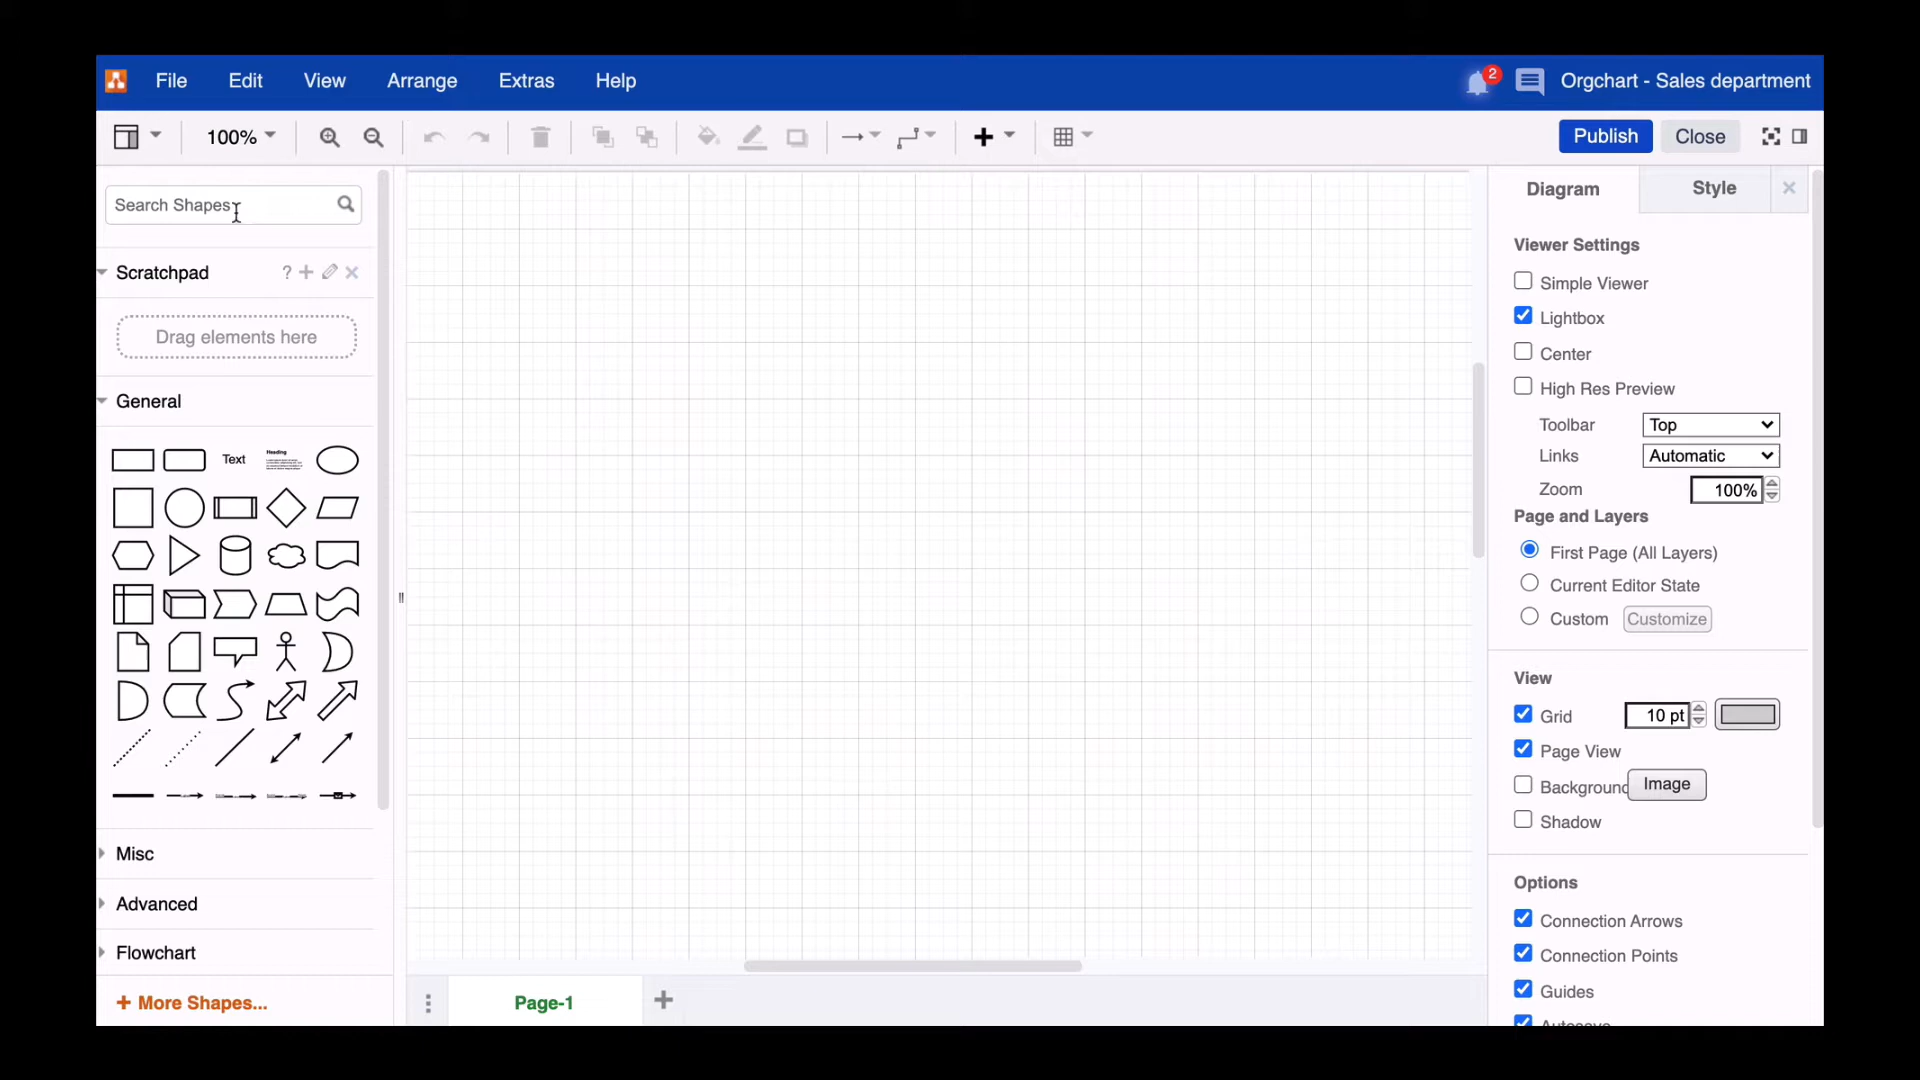 File Edit View Arrange Extras Help 2 Orgchart - Sales department
100% Publish Close
Search Shapes
Diagram Style
Scratchpad ?
Drag elements here
General
Text Heading
Misc
Advanced
Flowchart
+ More Shapes...
Page-1
Viewer Settings
Simple Viewer
Lightbox
Center
High Res Preview
Toolbar Top
Links Automatic
Zoom 100%
Page and Layers
First Page (All Layers)
Current Editor State
Custom Customize
View
Grid 10 pt
Page View
Background Image
Shadow
Options
Connection Arrows
Connection Points
Guides